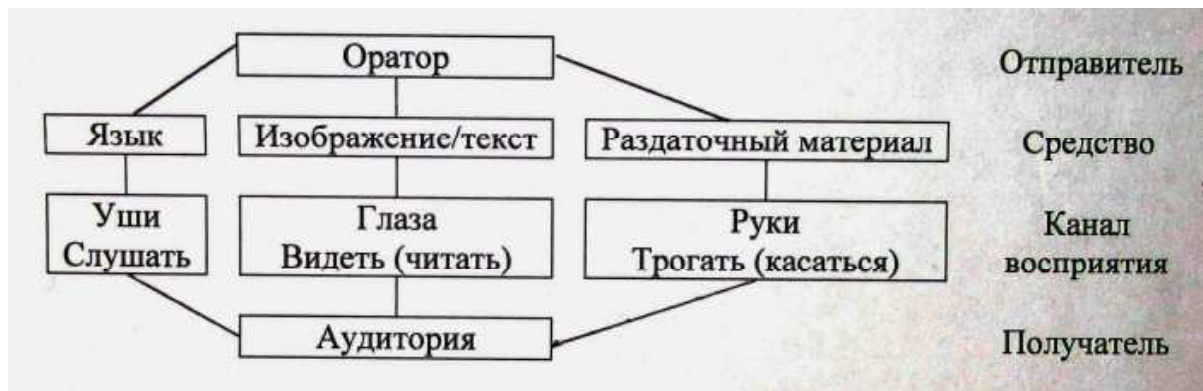 Оратор
Отправитель
Язык
Изображение/текст
Раздаточный материал
Средство
Уши
Слушать
Глаза
Видеть (читать)
Руки
Трогать (касаться)
Канал
восприятия
Аудитория
Получатель